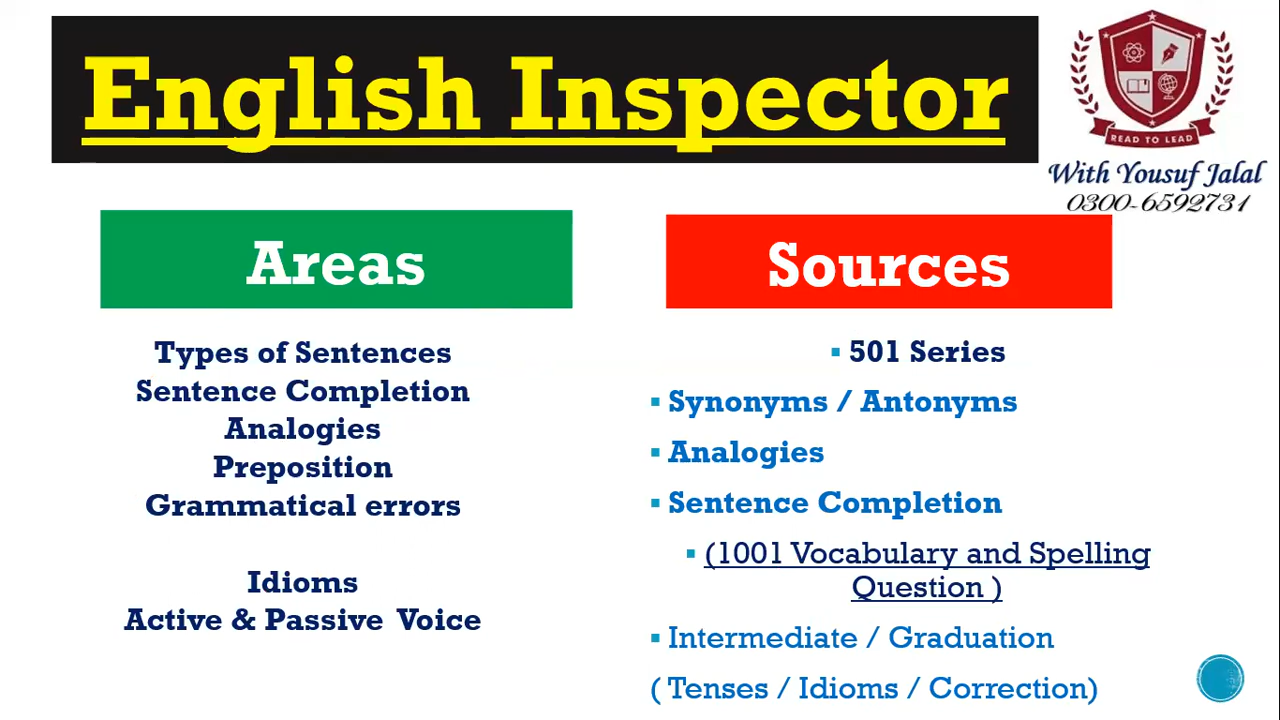 English Inspector
READ TO LEAD
With Yousuf Jalal
0300-6592731
Areas
Types of Sentences
Sentence Completion
Analogies
Preposition
Grammatical errors
Idioms
Active & Passive Voice
Sources
▪ 501 Series
▪ Synonyms / Antonyms
▪ Analogies
▪ Sentence Completion
▪ (1001 Vocabulary and Spelling
Question )
▪ Intermediate / Graduation
( Tenses / Idioms / Correction)